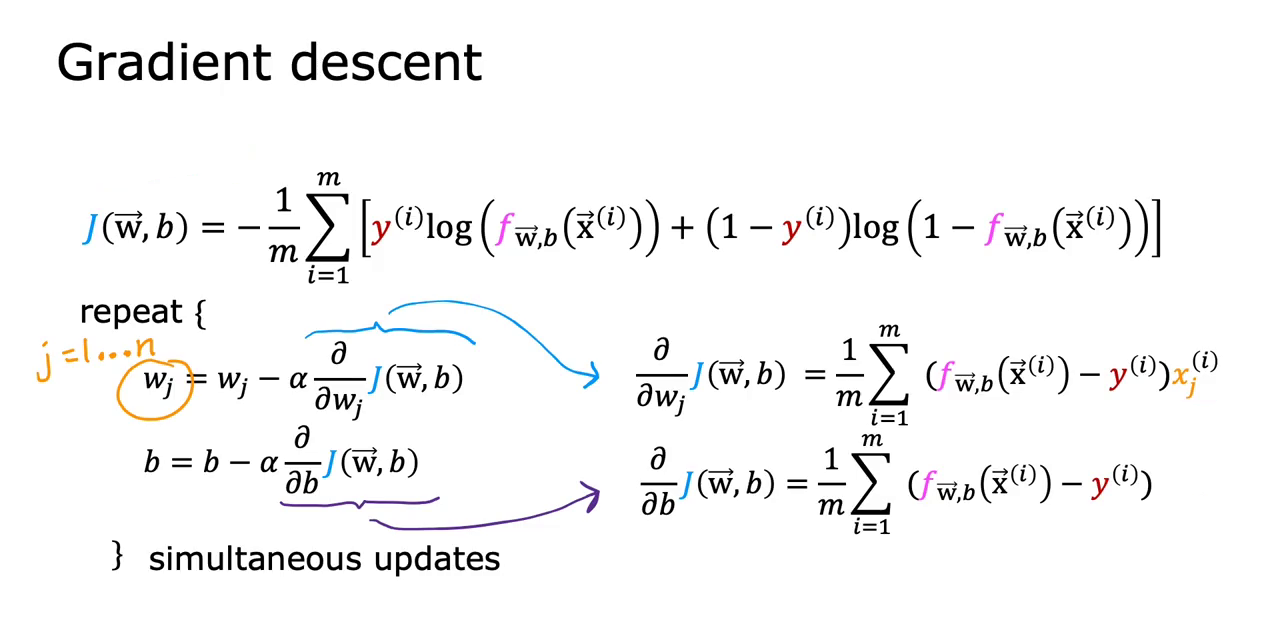 Gradient descent
J(w⃗, b) = −1/m ∑_{i=1}^{m} [y^{(i)}log(f_{w⃗,b}(x⃗^{(i)})) + (1 − y^{(i)})log(1 − f_{w⃗,b}(x⃗^{(i)}))]
repeat {
j=1...n
w_j = w_j − α ∂/∂w_j J(w⃗, b)
∂/∂w_j J(w⃗, b) = 1/m ∑_{i=1}^{m} (f_{w⃗,b}(x⃗^{(i)}) − y^{(i)})x_j^{(i)}
b = b − α ∂/∂b J(w⃗, b)
∂/∂b J(w⃗, b) = 1/m ∑_{i=1}^{m} (f_{w⃗,b}(x⃗^{(i)}) − y^{(i)})
} simultaneous updates